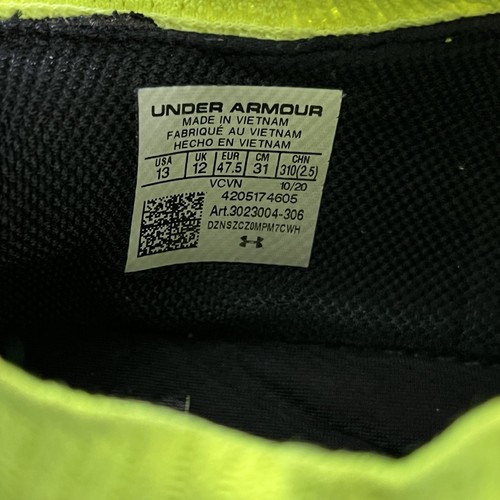 UNDER ARMOUR
MADE IN VIETNAM
FABRIQUÉ AU VIETNAM
HECHO EN VIETNAM
USA UK EUR CM CHN
13 12 47.5 31 310(2.5)
VCVN 10/20
4205174605
Art.3023004-306
DZNSZCZ0MPM7CWH